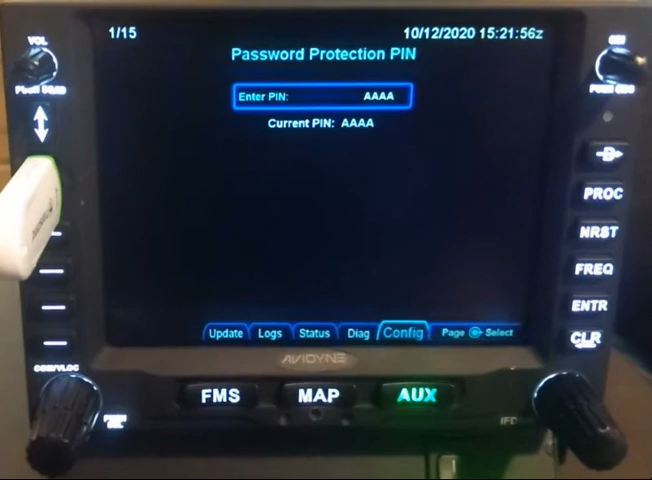 1/15
10/12/2020 15:21:56z
Password Protection PIN
Enter PIN: AAAA
Current PIN: AAAA
VOL
PROC
NRST
FREQ
ENTR
CLR
Update Logs Status Diag Config Page Select
AVIDYNE
COM/VLOC
FMS MAP AUX